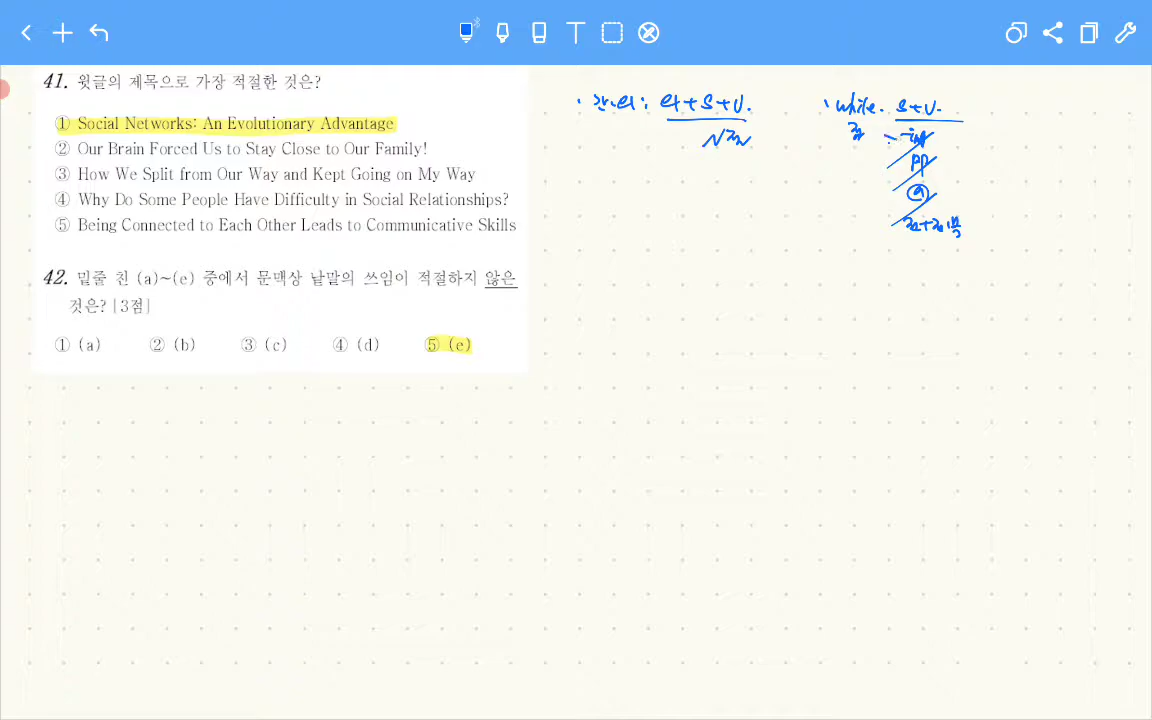 41. 윗글의 제목으로 가장 적절한 것은?
① Social Networks: An Evolutionary Advantage
② Our Brain Forced Us to Stay Close to Our Family!
③ How We Split from Our Way and Kept Going on My Way
④ Why Do Some People Have Difficulty in Social Relationships?
⑤ Being Connected to Each Other Leads to Communicative Skills
42. 밑줄 친 (a)~(e) 중에서 문맥상 낱말의 쓰임이 적절하지 않은
것은? [3점]
① (a) ② (b) ③ (c) ④ (d) ⑤ (e)
의+S+V.
while. S+V.
-ing
pp
ⓐ